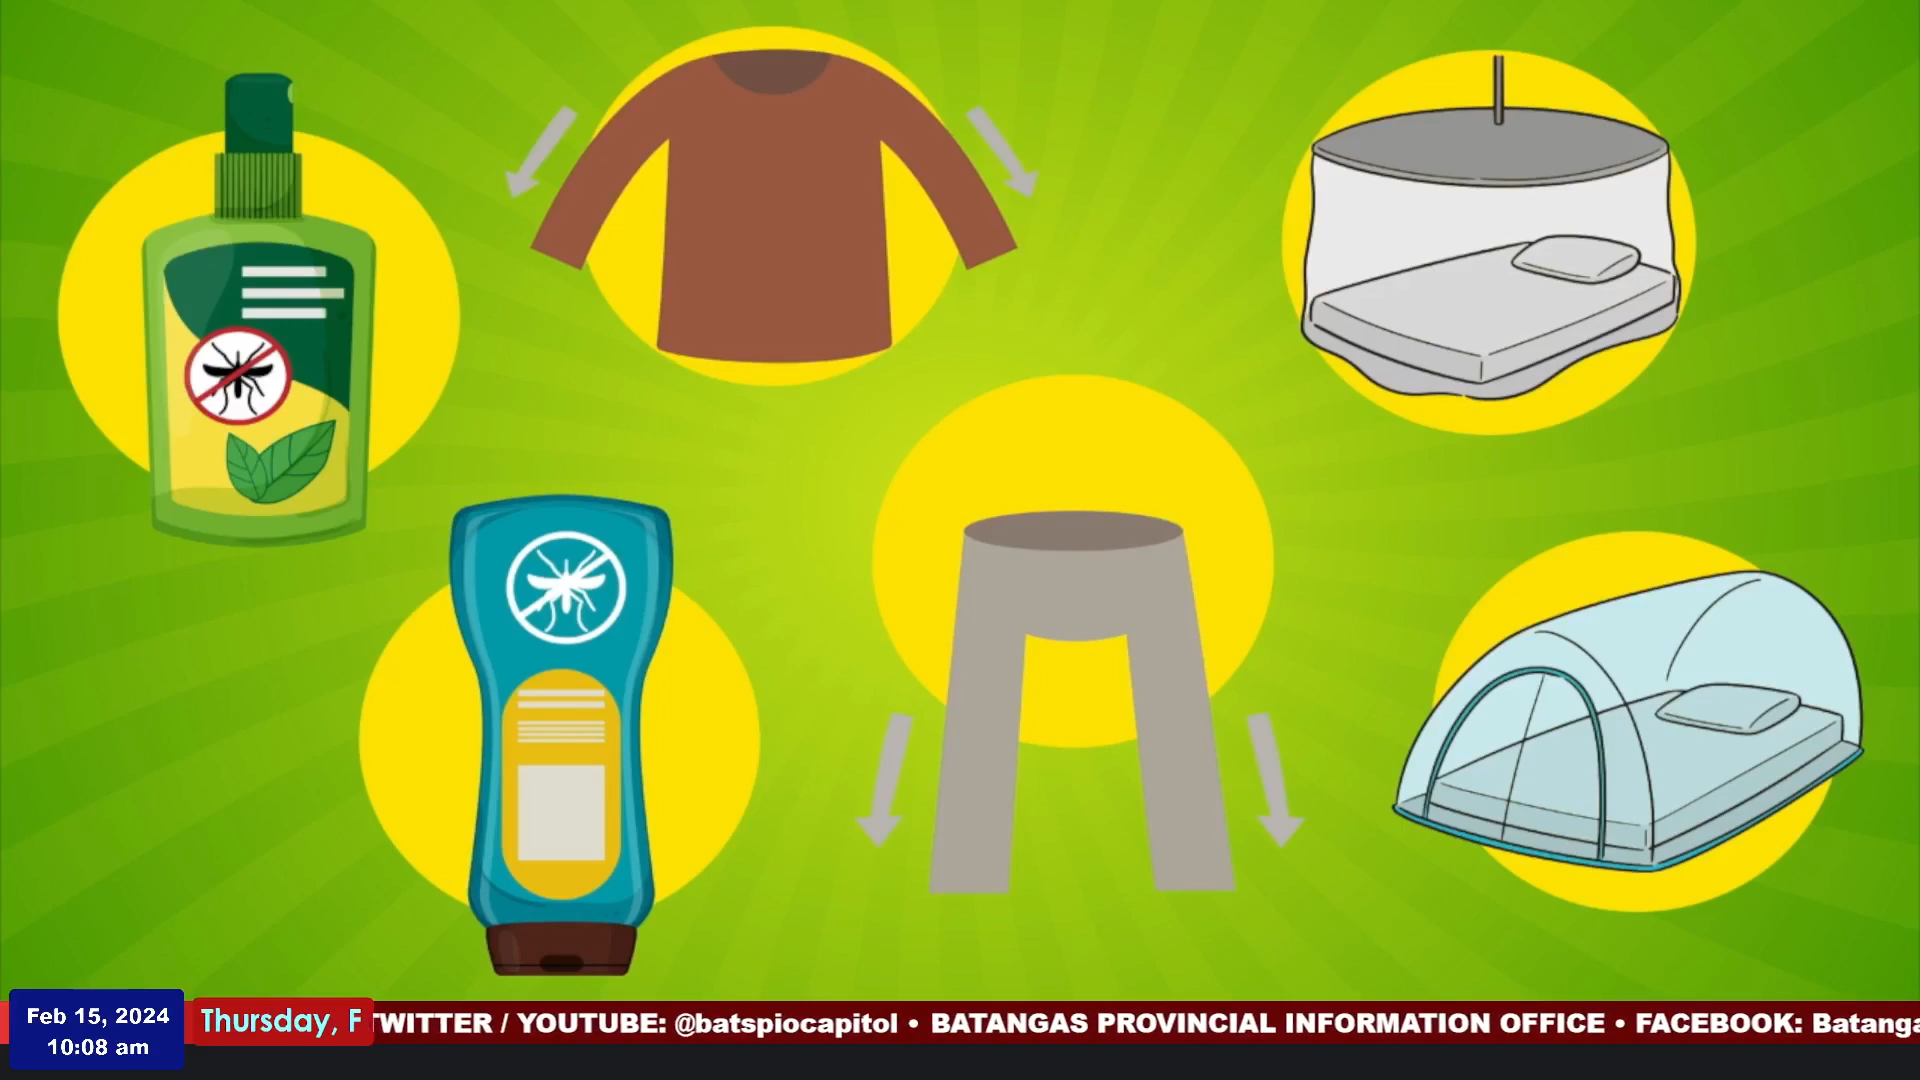 Feb 15, 2024
10:08 am
Thursday, F
TWITTER / YOUTUBE: @batspiocapitol • BATANGAS PROVINCIAL INFORMATION OFFICE • FACEBOOK: Batanga